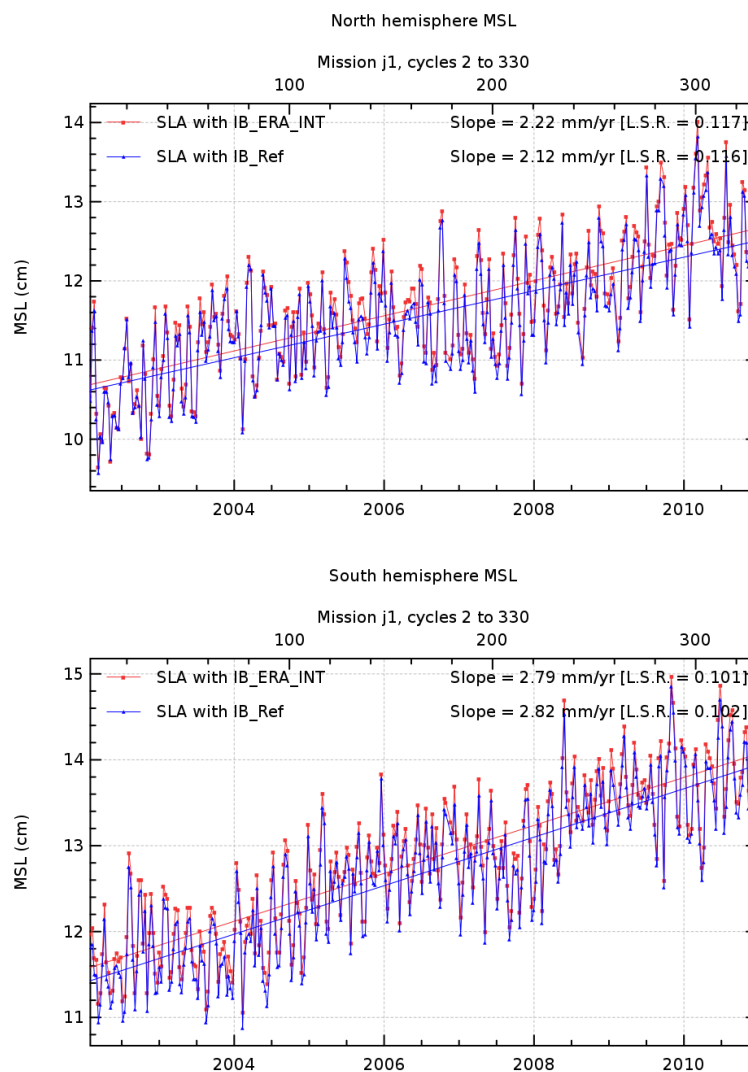 North hemisphere MSL
Mission j1, cycles 2 to 330
100 200 300
SLA with IB_ERA_INT Slope = 2.22 mm/yr [L.S.R. = 0.117]
SLA with IB_Ref Slope = 2.12 mm/yr [L.S.R. = 0.116]
14
13
12
11
10
MSL (cm)
2004 2006 2008 2010
South hemisphere MSL
Mission j1, cycles 2 to 330
100 200 300
SLA with IB_ERA_INT Slope = 2.79 mm/yr [L.S.R. = 0.101]
SLA with IB_Ref Slope = 2.82 mm/yr [L.S.R. = 0.102]
15
14
13
12
11
MSL (cm)
2004 2006 2008 2010